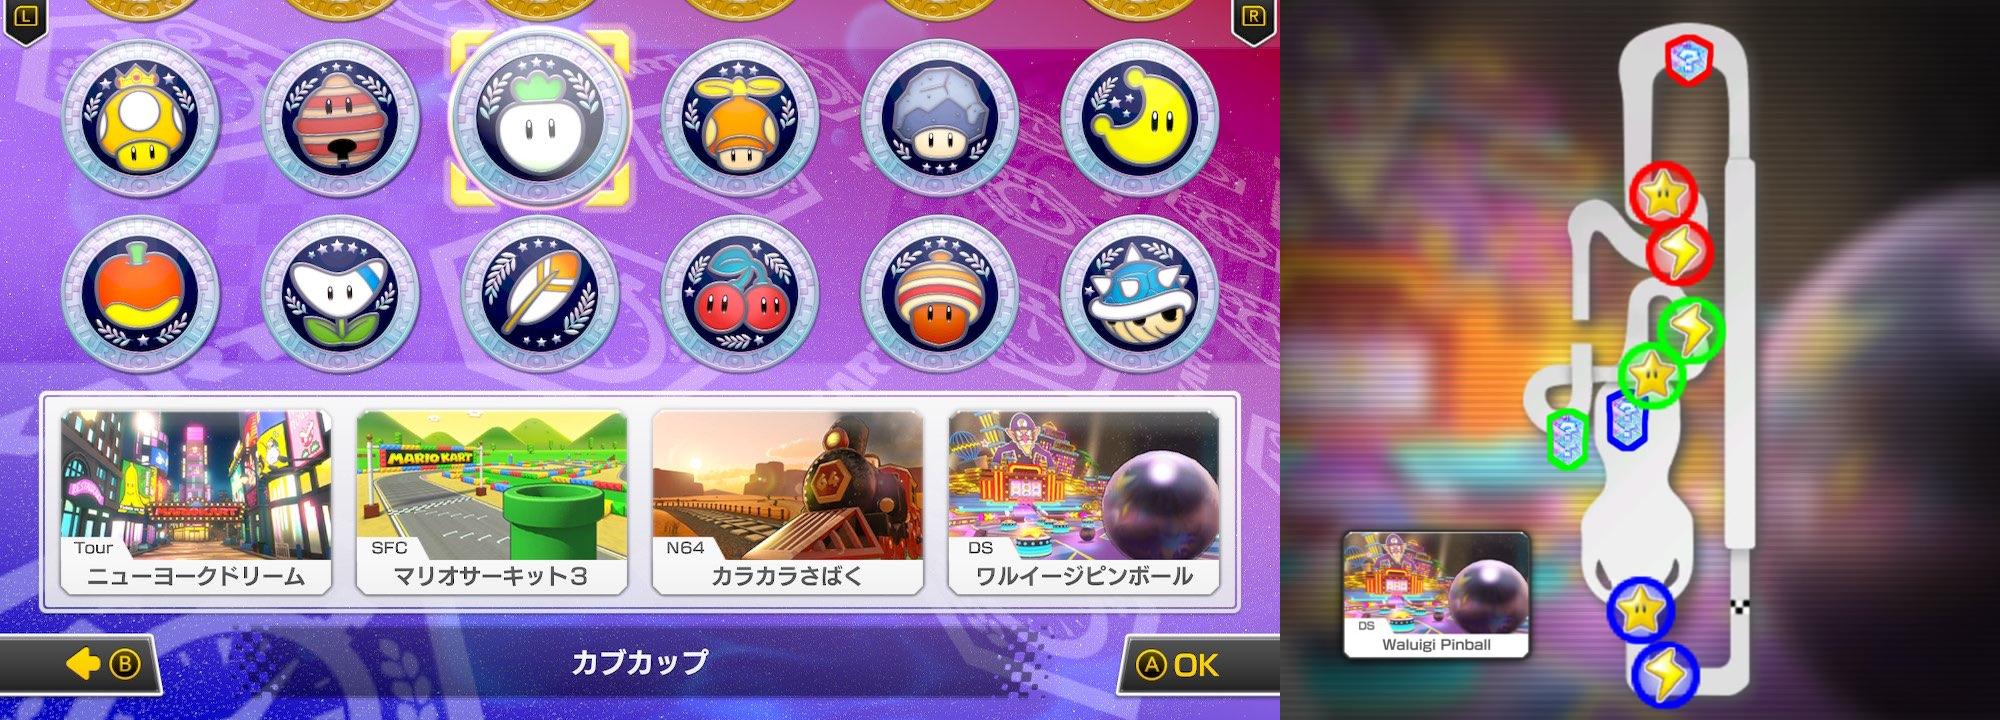 L
R
Tour
ニューヨークドリーム
MARIO KART
SFC
マリオサーキット3
N64
カラカラさばく
DS
ワルイージピンボール
B
カブカップ
A OK
DS
Waluigi Pinball